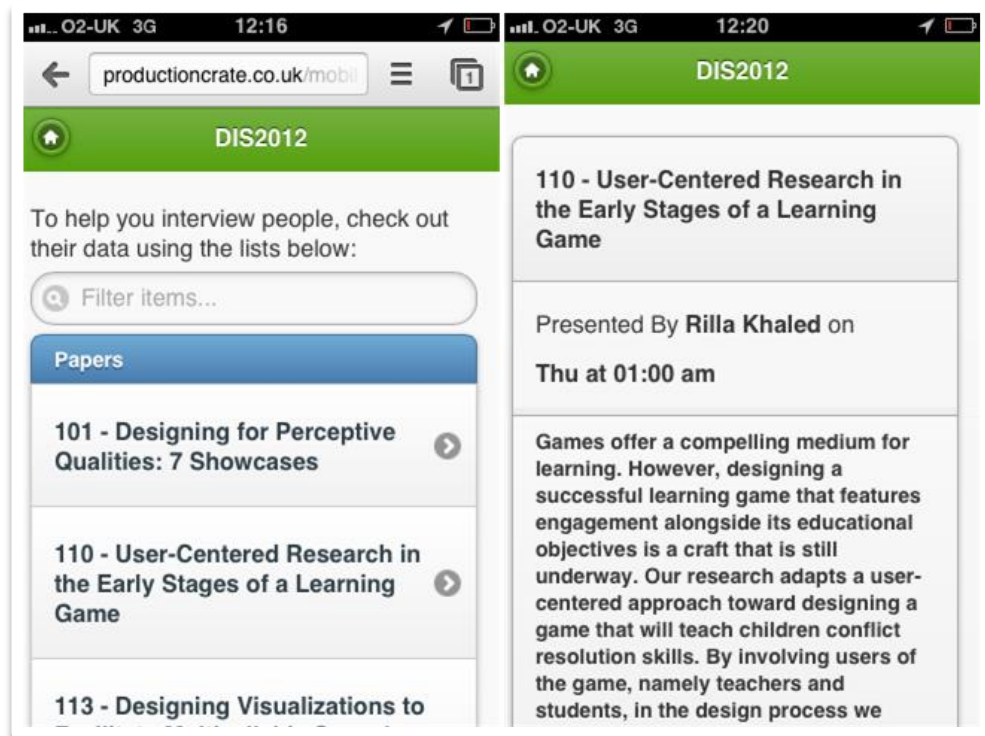 O2-UK 3G 12:16
productioncrate.co.uk/mobil
1
DIS2012
To help you interview people, check out
their data using the lists below:
Filter items...
Papers
101 - Designing for Perceptive
Qualities: 7 Showcases
110 - User-Centered Research in
the Early Stages of a Learning
Game
113 - Designing Visualizations to
O2-UK 3G 12:20
DIS2012
110 - User-Centered Research in
the Early Stages of a Learning
Game
Presented By Rilla Khaled on
Thu at 01:00 am
Games offer a compelling medium for
learning. However, designing a
successful learning game that features
engagement alongside its educational
objectives is a craft that is still
underway. Our research adapts a user-
centered approach toward designing a
game that will teach children conflict
resolution skills. By involving users of
the game, namely teachers and
students, in the design process we